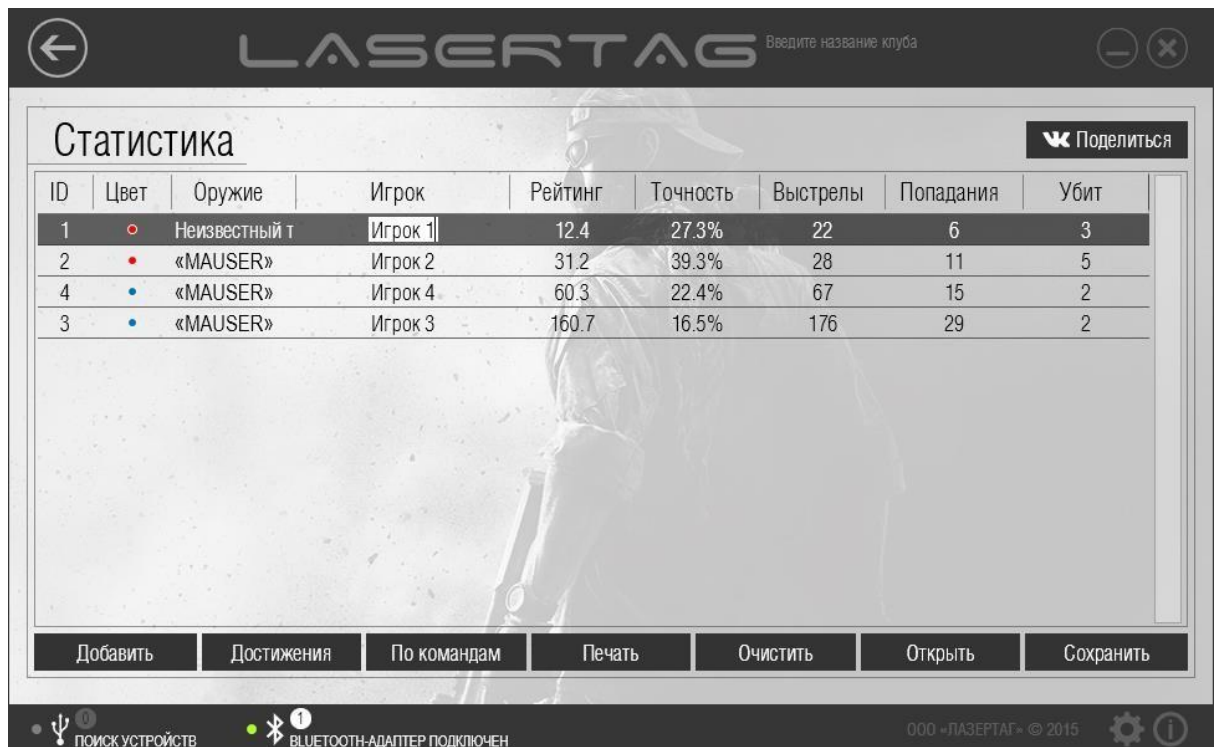 LASERTAG Введите название клуба
Статистика
Поделиться
ID Цвет Оружие Игрок Рейтинг Точность Выстрелы Попадания Убит
1 Неизвестный т Игрок 1 12.4 27.3% 22 6 3
2 «MAUSER» Игрок 2 31.2 39.3% 28 11 5
4 «MAUSER» Игрок 4 60.3 22.4% 67 15 2
3 «MAUSER» Игрок 3 160.7 16.5% 176 29 2
Добавить Достижения По командам Печать Очистить Открыть Сохранить
0 ПОИСК УСТРОЙСТВ 1 BLUETOOTH-АДАПТЕР ПОДКЛЮЧЕН ООО «ЛАЗЕРТАГ» © 2015